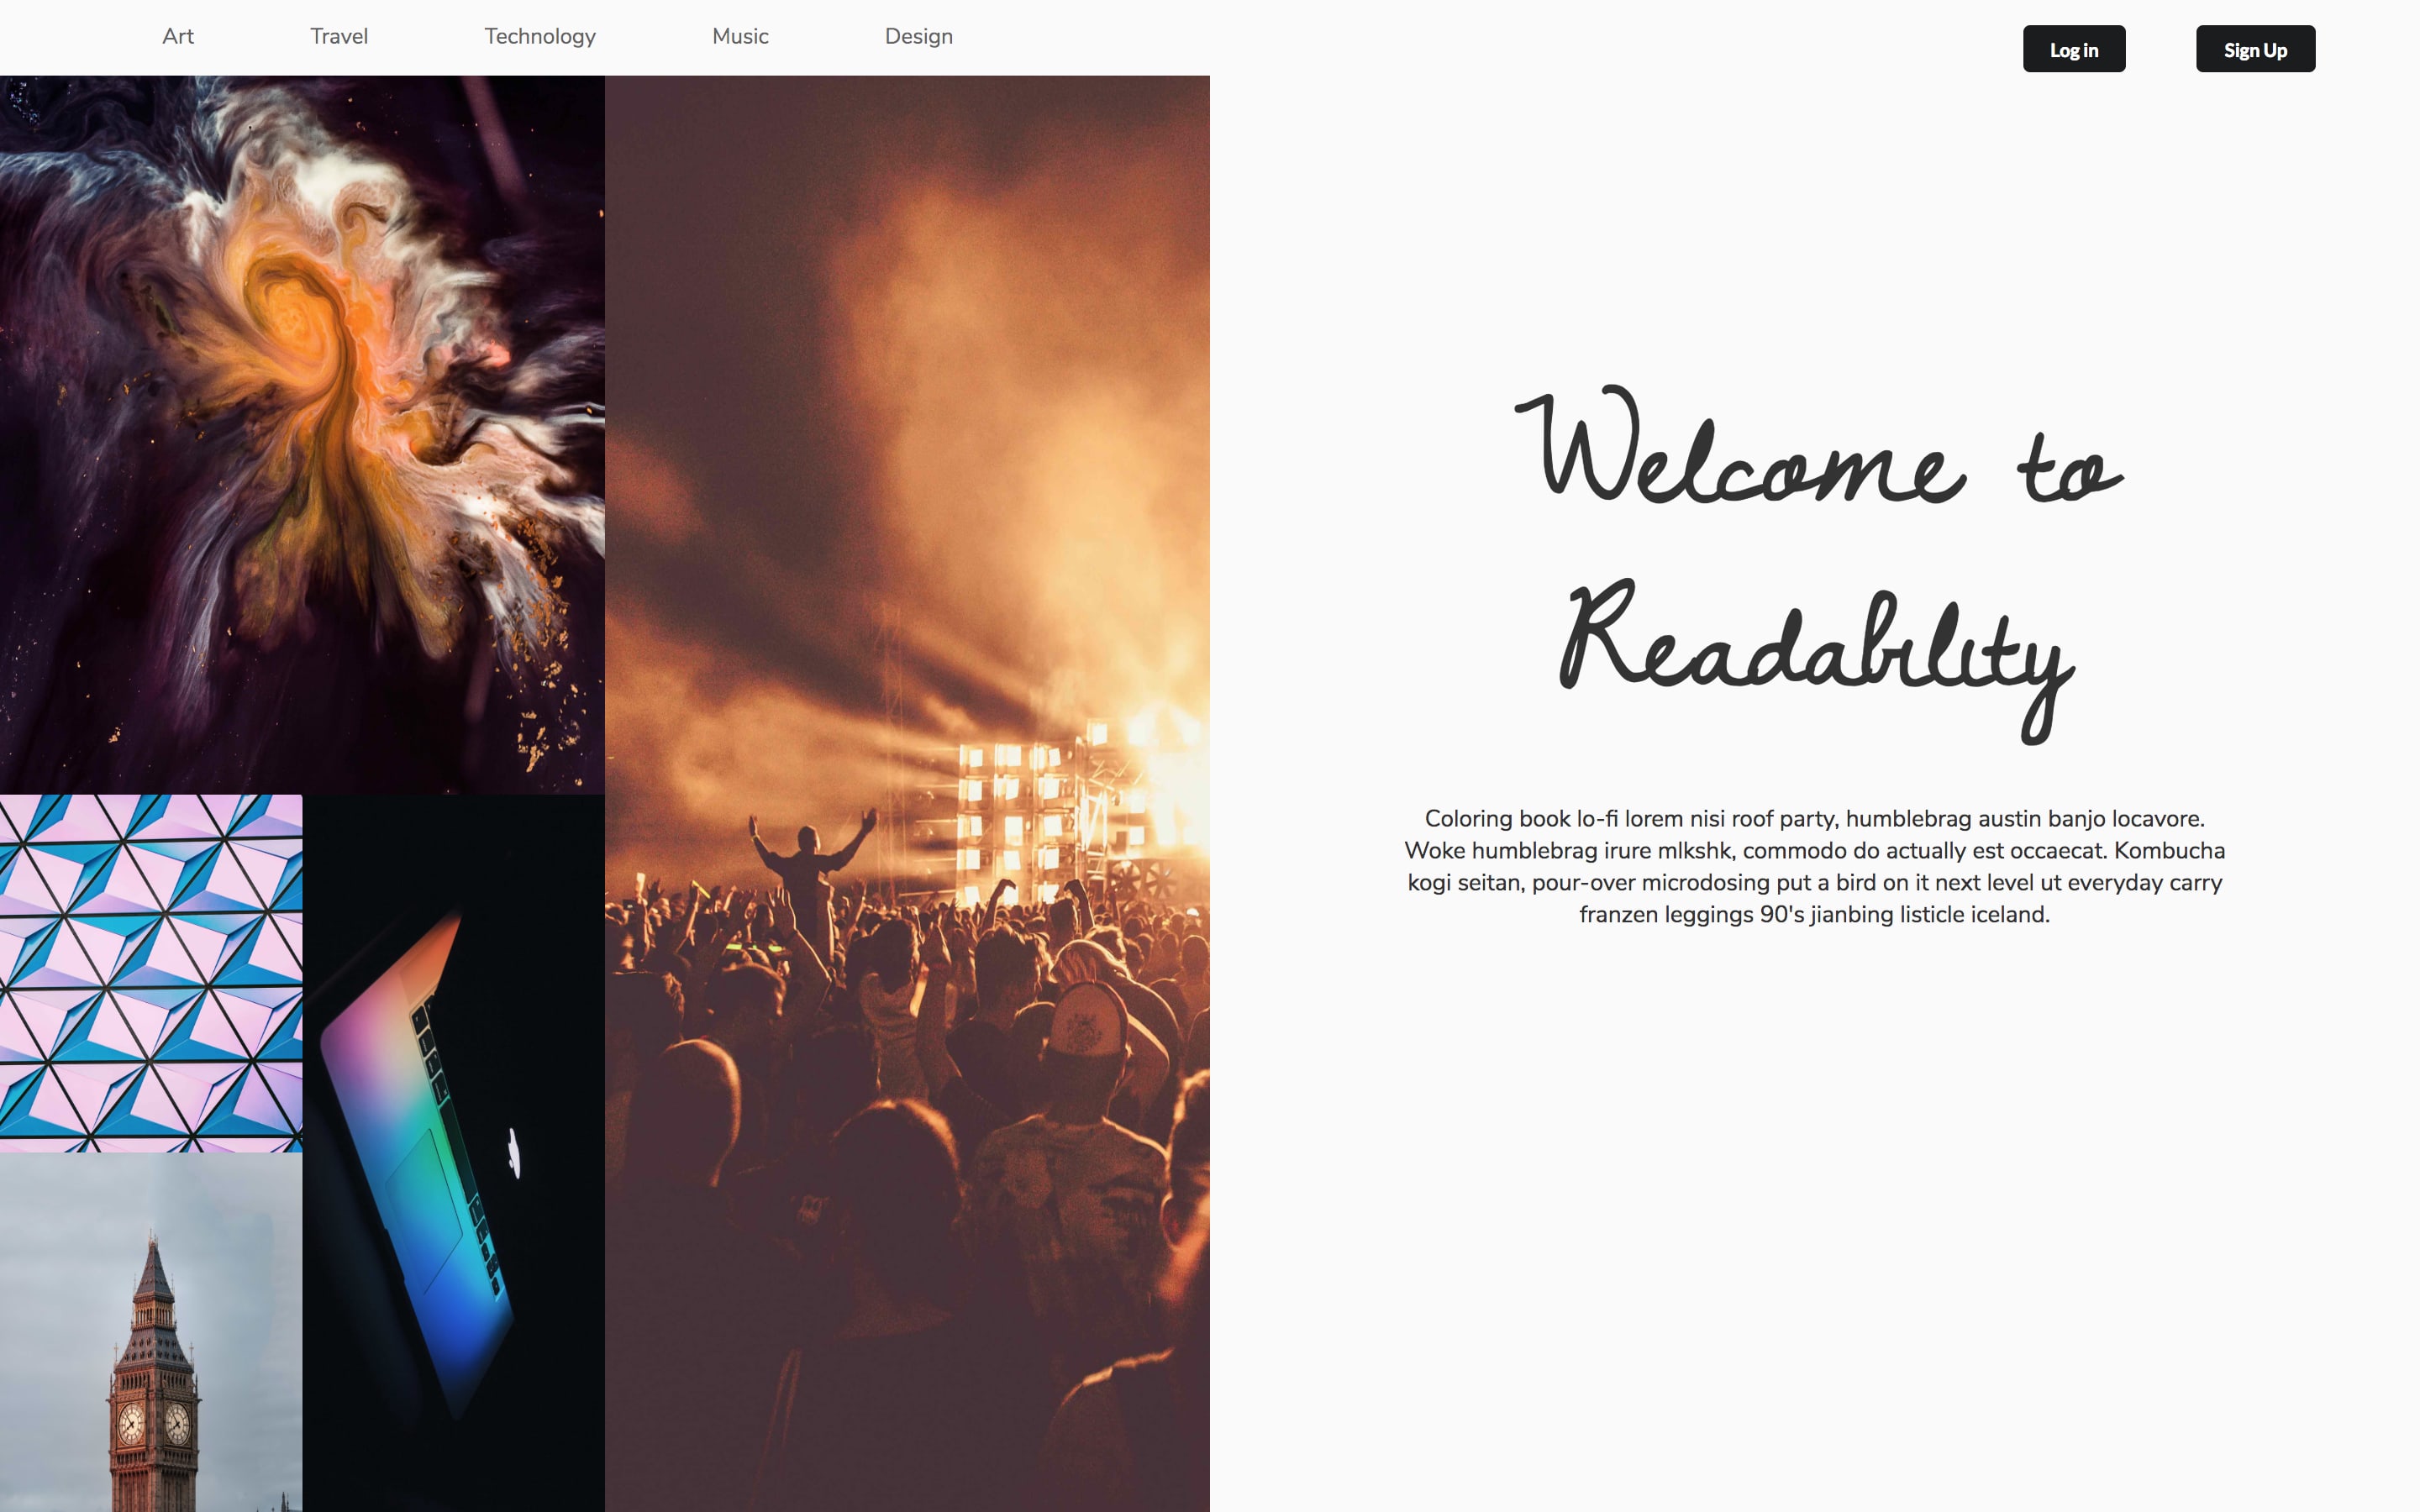 Art Travel Technology Music Design Log in Sign Up
Welcome to
Readability
Coloring book lo-fi lorem nisi roof party, humblebrag austin banjo locavore.
Woke humblebrag irure mlkshk, commodo do actually est occaecat. Kombucha
kogi seitan, pour-over microdosing put a bird on it next level ut everyday carry
franzen leggings 90's jianbing listicle iceland.